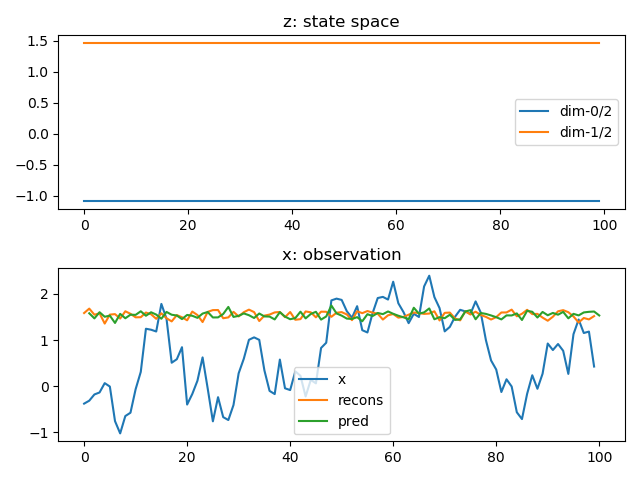 z: state space
1.5
1.0
0.5
0.0
−0.5
−1.0
dim-0/2
dim-1/2
0 20 40 60 80 100
x: observation
2
1
0
−1
x
recons
pred
0 20 40 60 80 100